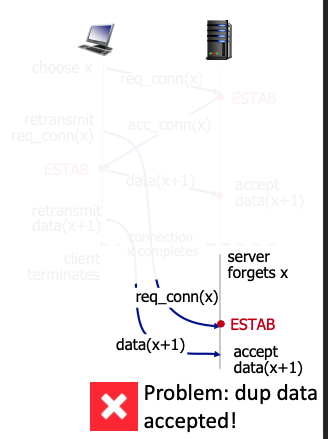 choose x
req_conn(x)
ESTAB
retransmit
req_conn(x)
acc_conn(x)
ESTAB
data(x+1)
accept
data(x+1)
retransmit
data(x+1)
connection
x completes
client
terminates
server
forgets x
req_conn(x)
ESTAB
data(x+1)
accept
data(x+1)
Problem: dup data
accepted!